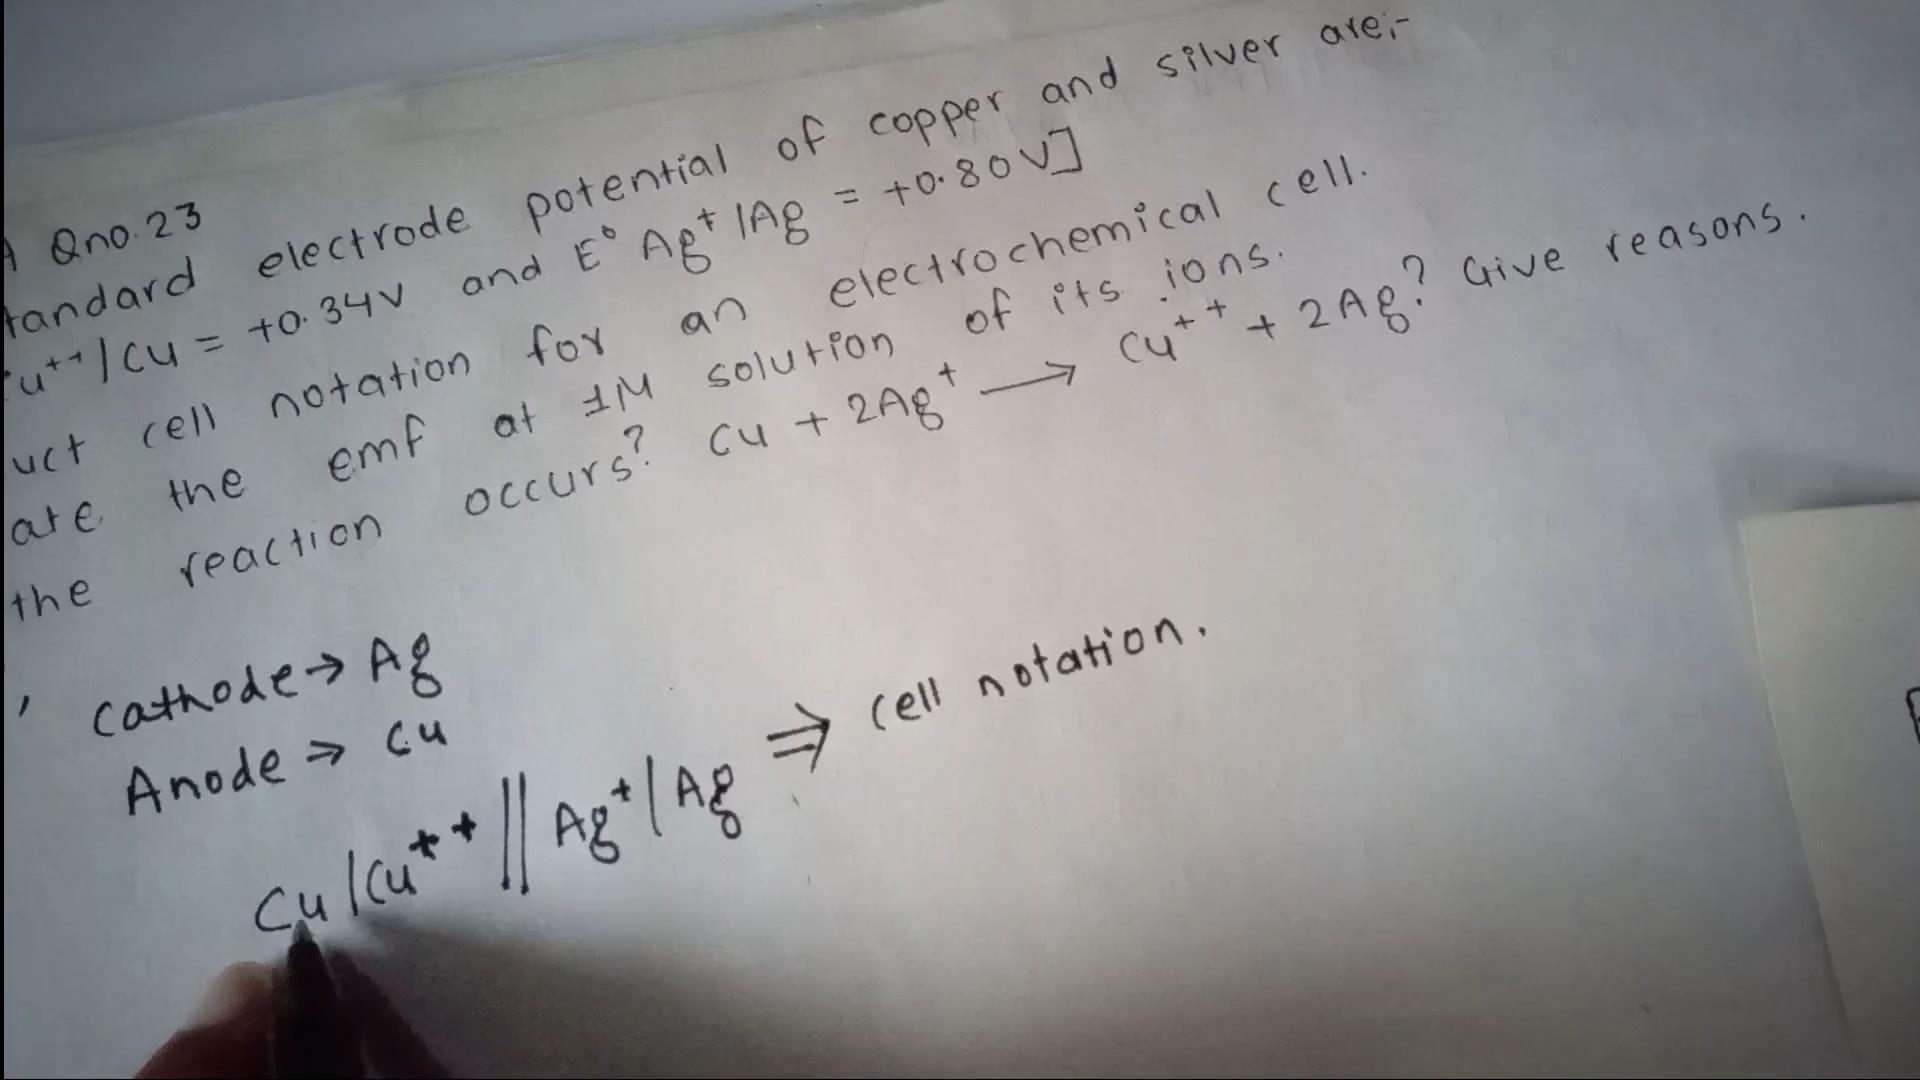 Qno.23
tandard electrode potential of copper and silver are;-
u++/Cu = +0.34V and E° Ag+ /Ag = +0.80V]
uct cell notation for an electrochemical cell.
ate the emf at 1M solution of its ions.
the reaction occurs? Cu + 2Ag+ → Cu++ + 2Ag? Give reasons.
Cathode → Ag
Anode → Cu
Cu/Cu++ || Ag+/Ag ⇒ cell notation.